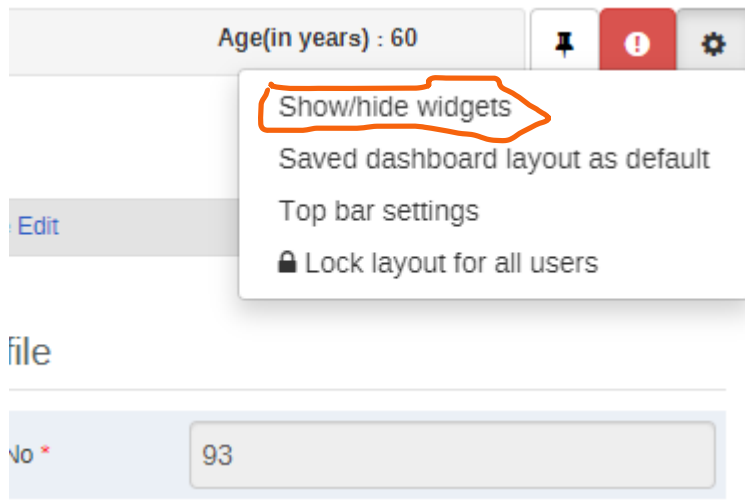 Age(in years) : 60
Show/hide widgets
Saved dashboard layout as default
Top bar settings
Lock layout for all users
Edit
file
No *
93